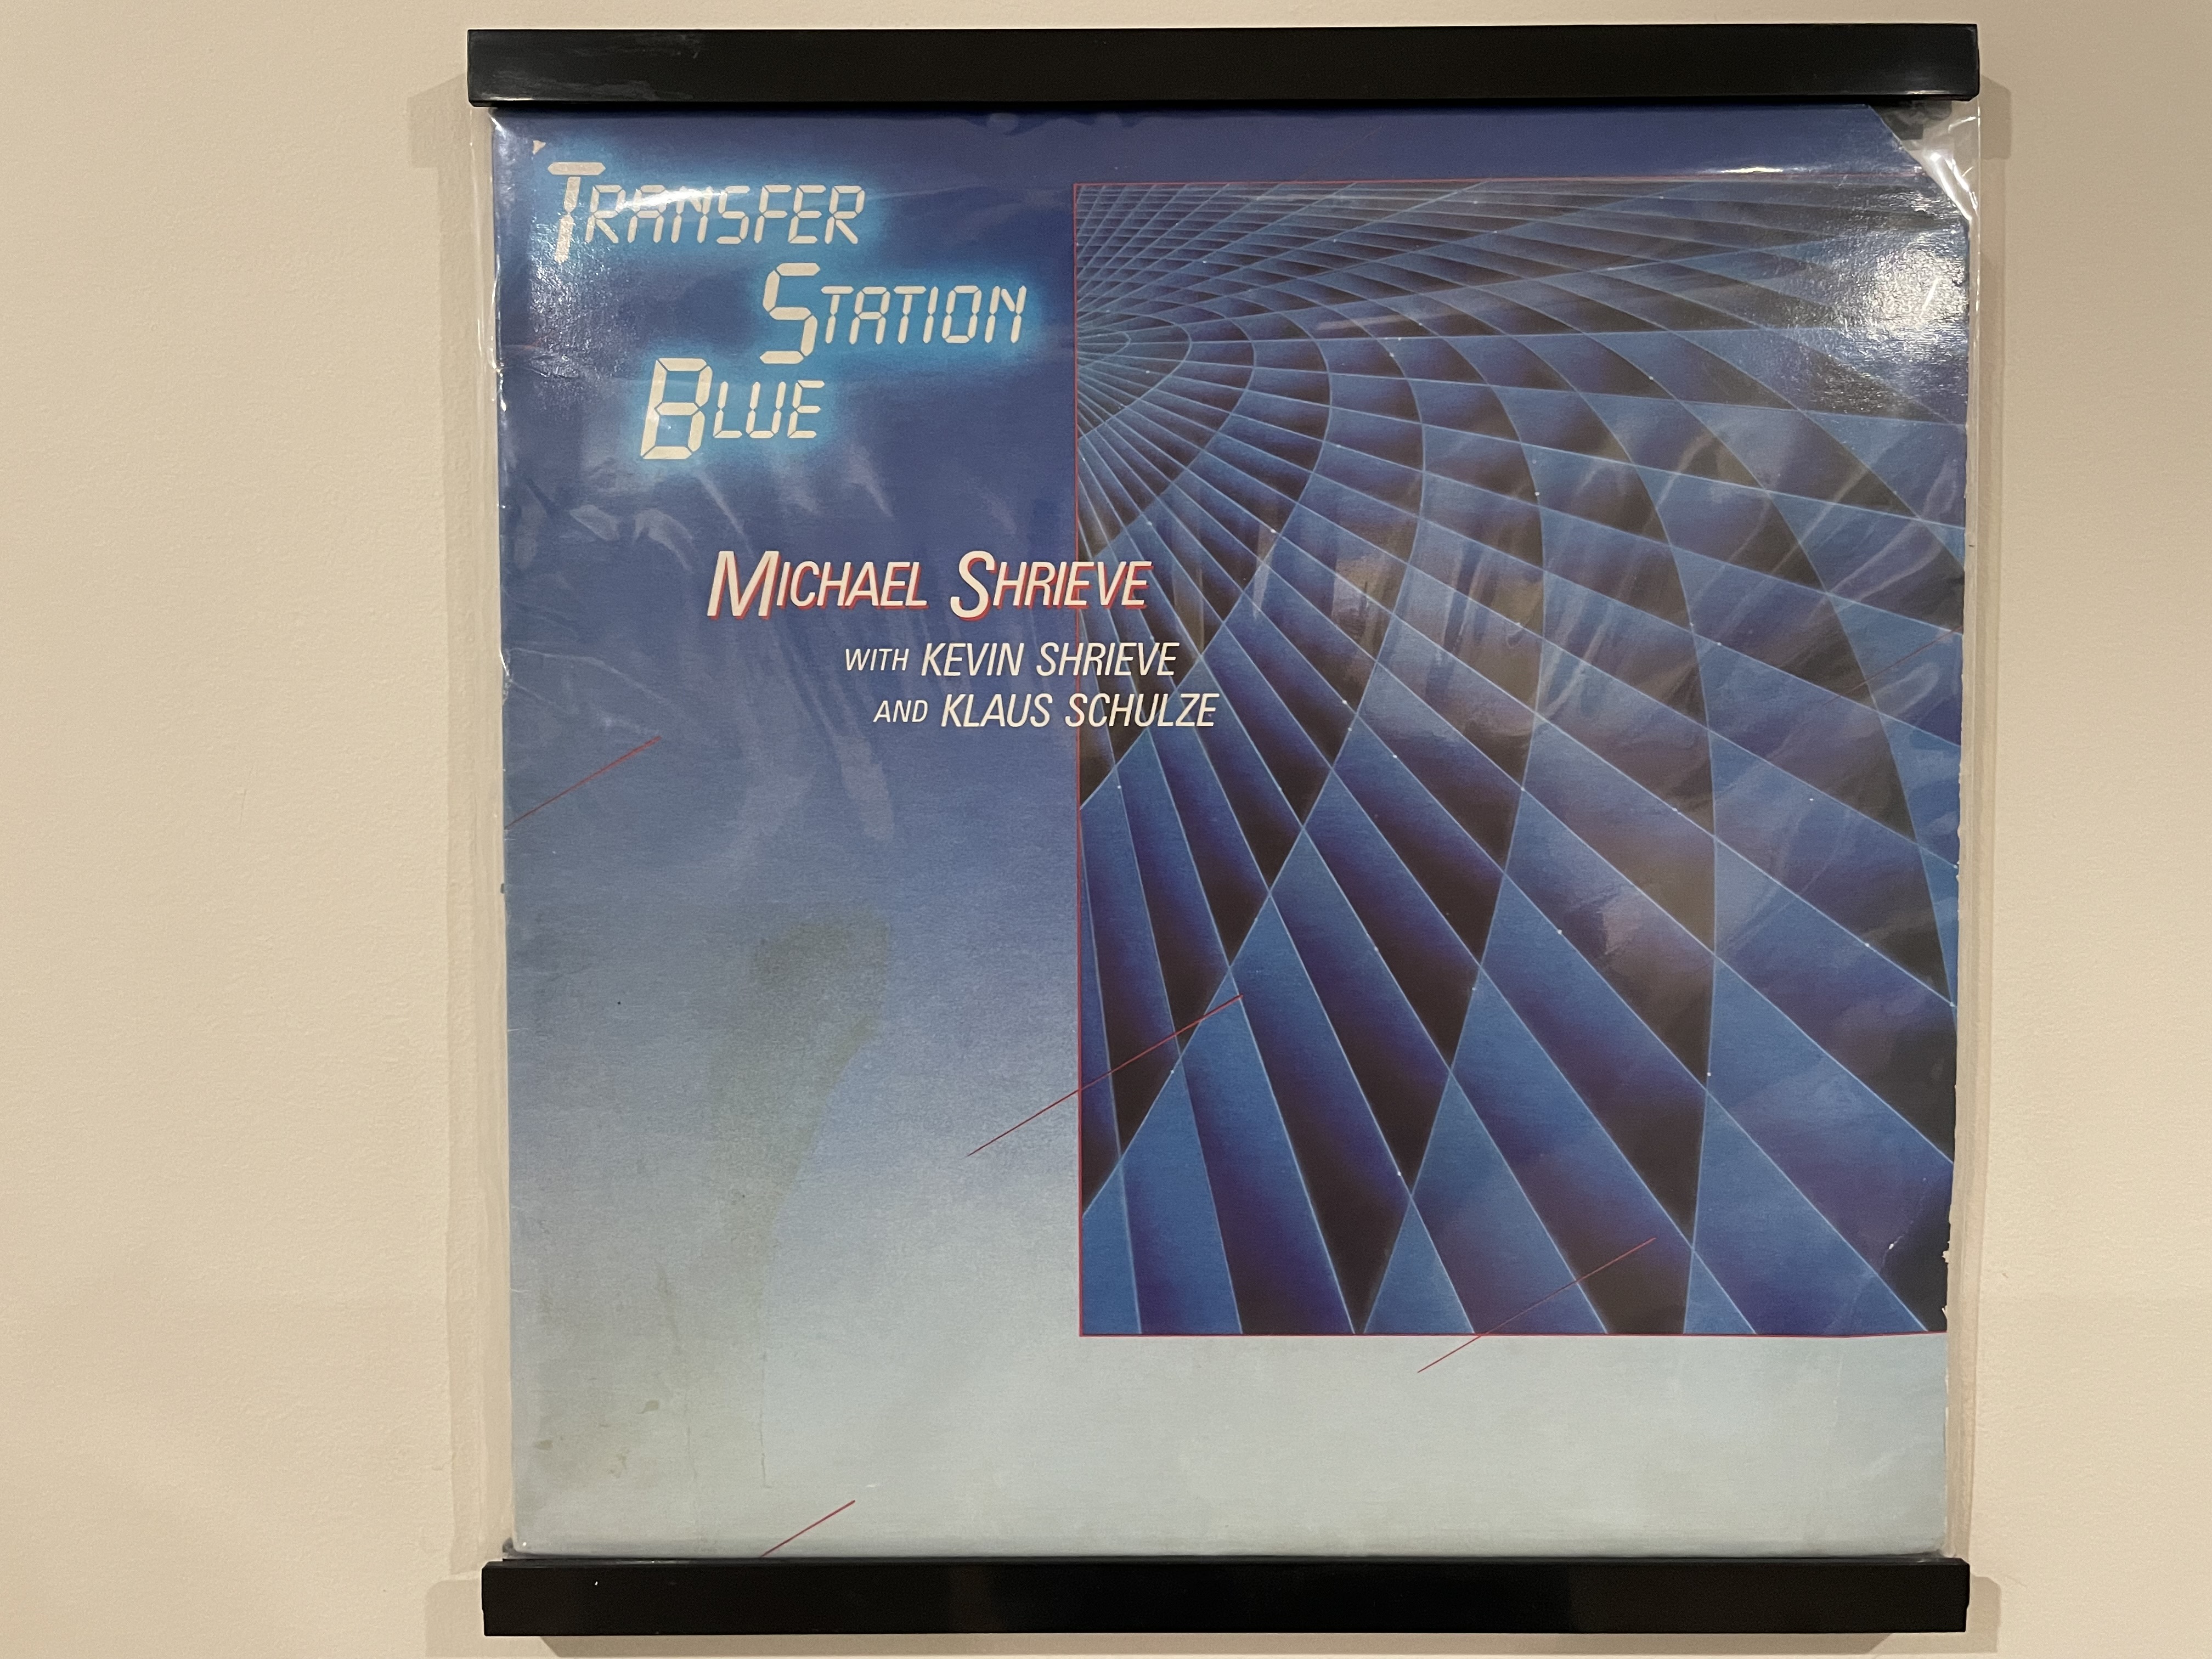 TRANSFER
STATION
BLUE
MICHAEL SHRIEVE
WITH KEVIN SHRIEVE
AND KLAUS SCHULZE